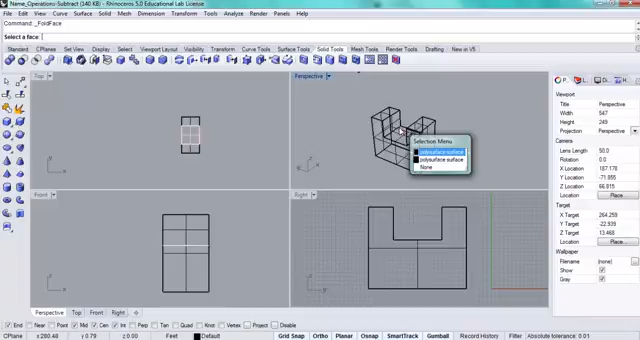 Name_Operations-Subtract (140 KB) - Rhinoceros 5.0 Educational Lab License
File Edit View Curve Surface Solid Mesh Dimension Transform Tools Analyze Render Panels Help
Command: _FoldFace
Select a face:
Standard CPlanes Set View Display Select Viewport Layout Visibility Transform Curve Tools Surface Tools Solid Tools Mesh Tools Render Tools Drafting New in V5
Top
Perspective
Front
Right
Selection Menu
polysurface surface
polysurface surface
None
Viewport
Title Perspective
Width 547
Height 249
Projection Perspective
Camera
Lens Length 50.0
Rotation 0.0
X Location 187.178
Y Location -71.855
Z Location 66.815
Location Place...
Target
X Target 264.259
Y Target -22.939
Z Target 13.468
Location Place...
Wallpaper
Filename (none)
Show
Gray
Perspective Top Front Right
End Near Point Mid Cen Int Perp Tan Quad Knot Vertex Project Disable
CPlane x 280.48 y 0.79 z 0.00 Feet Default Grid Snap Ortho Planar Osnap SmartTrack Gumball Record History Filter Absolute tolerance: 0.01